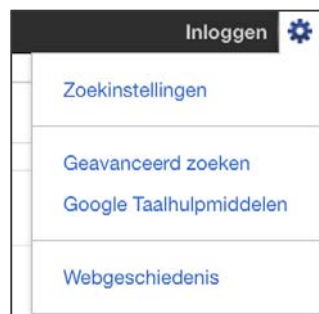 Inloggen
Zoekinstellingen
Geavanceerd zoeken
Google Taalhulpmiddelen
Webgeschiedenis